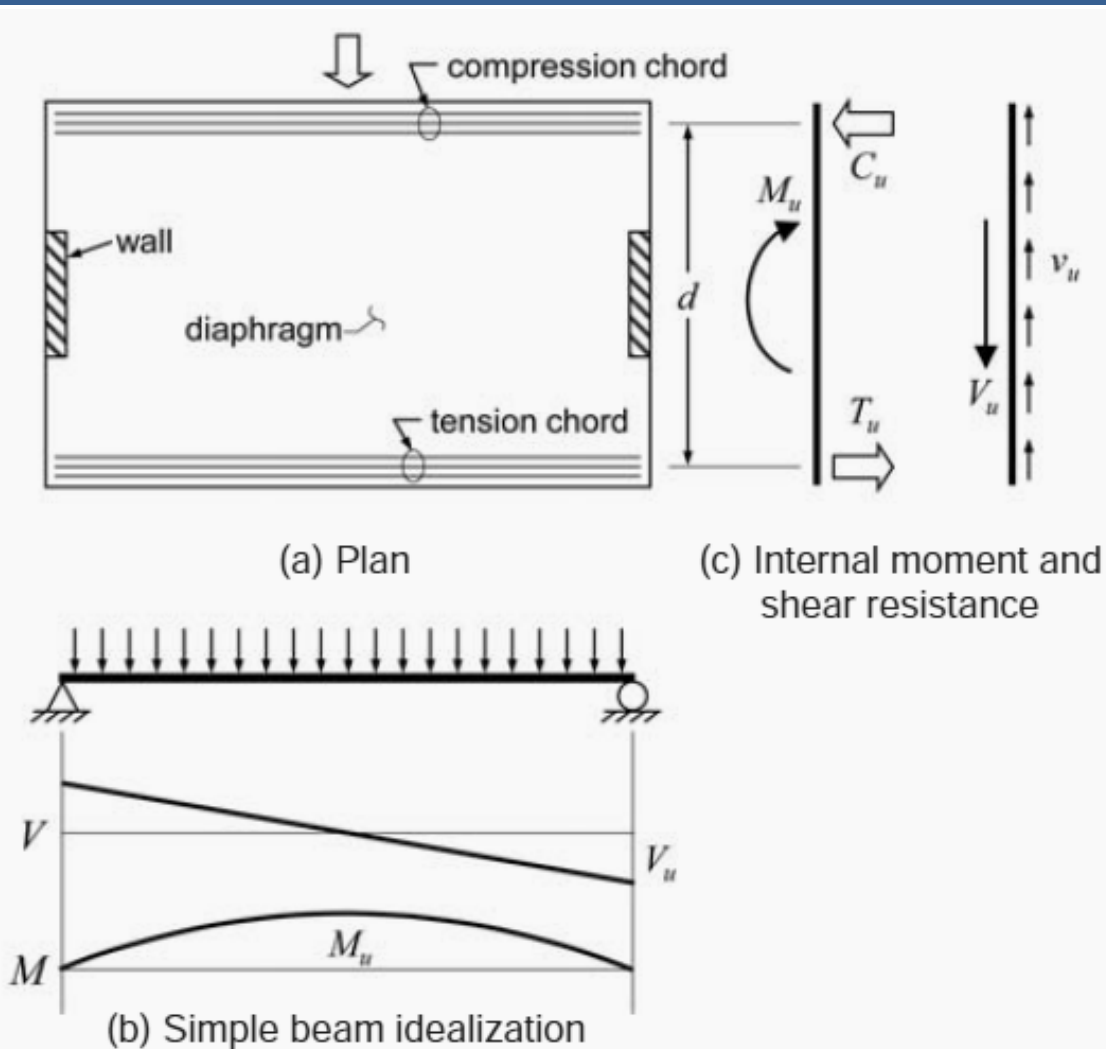 compression chord
wall
diaphragm
tension chord
d
M_u
C_u
T_u
V_u
v_u
(a) Plan
(c) Internal moment and
shear resistance
V
V_u
M
M_u
(b) Simple beam idealization